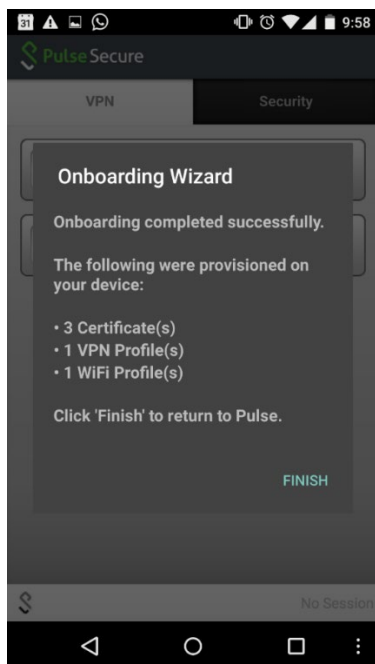 31
9:58
Pulse Secure
VPN
Security
Onboarding Wizard
Onboarding completed successfully.
The following were provisioned on
your device:
• 3 Certificate(s)
• 1 VPN Profile(s)
• 1 WiFi Profile(s)
Click 'Finish' to return to Pulse.
FINISH
No Session